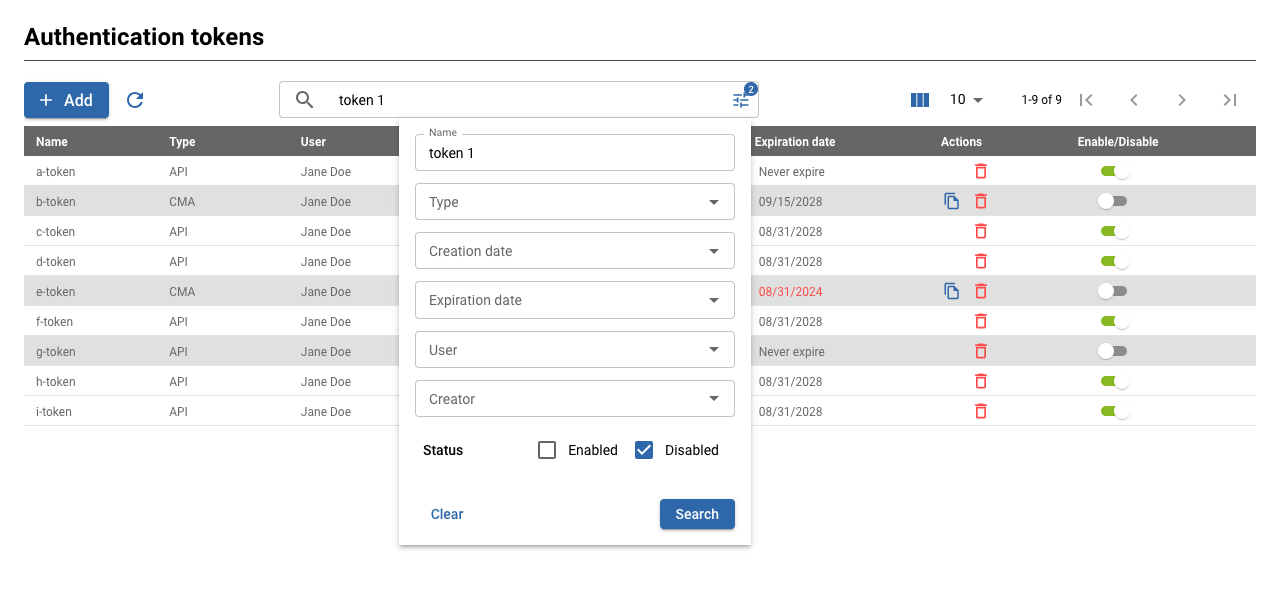 Authentication tokens
Add
token 1
2
10
1-9 of 9
Name Type User Expiration date Actions Enable/Disable
a-token API Jane Doe Never expire
b-token CMA Jane Doe 09/15/2028
c-token API Jane Doe 08/31/2028
d-token API Jane Doe 08/31/2028
e-token CMA Jane Doe 08/31/2024
f-token API Jane Doe 08/31/2028
g-token API Jane Doe Never expire
h-token API Jane Doe 08/31/2028
i-token API Jane Doe 08/31/2028
Name
token 1
Type
Creation date
Expiration date
User
Creator
Status Enabled Disabled
Clear Search